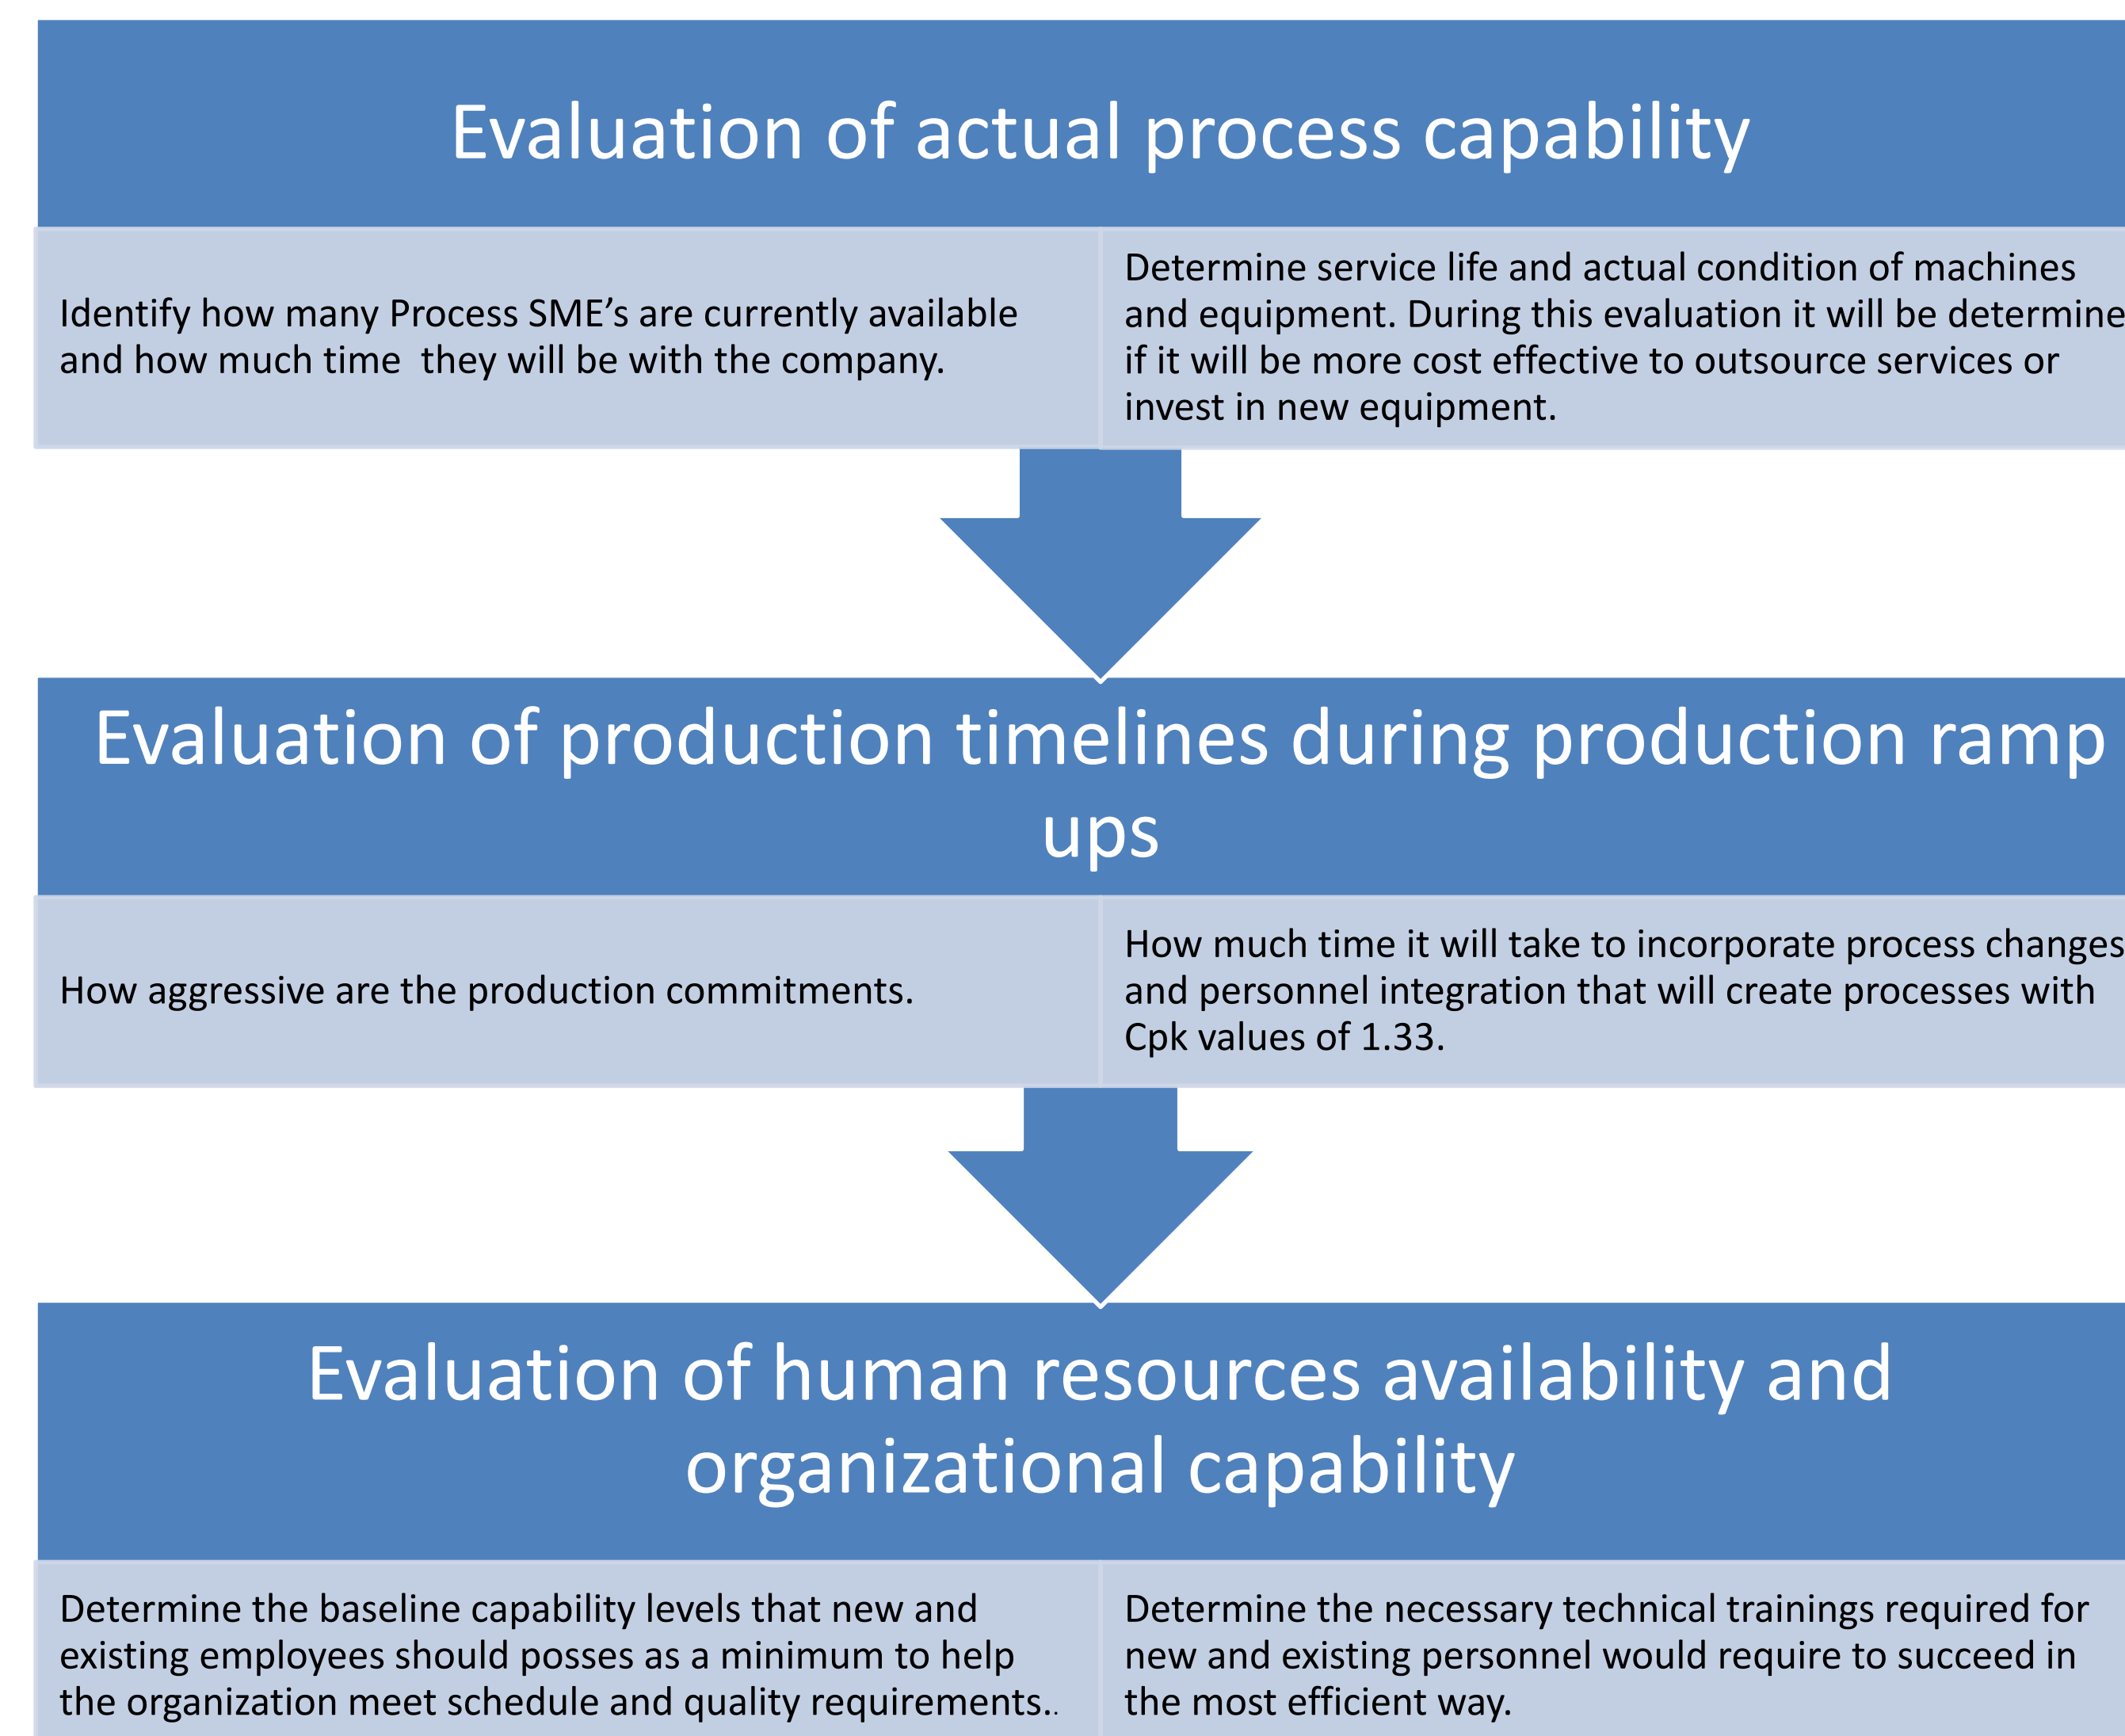 Evaluation of actual process capability
Identify how many Process SME’s are currently available
and how much time  they will be with the company.
Determine service life and actual condition of machines
and equipment. During this evaluation it will be determine
if it will be more cost effective to outsource services or
invest in new equipment.
Evaluation of production timelines during production ramp
ups
How aggressive are the production commitments.
How much time it will take to incorporate process changes
and personnel integration that will create processes with
Cpk values of 1.33.
Evaluation of human resources availability and
organizational capability
Determine the baseline capability levels that new and
existing employees should posses as a minimum to help
the organization meet schedule and quality requirements..
Determine the necessary technical trainings required for
new and existing personnel would require to succeed in
the most efficient way.